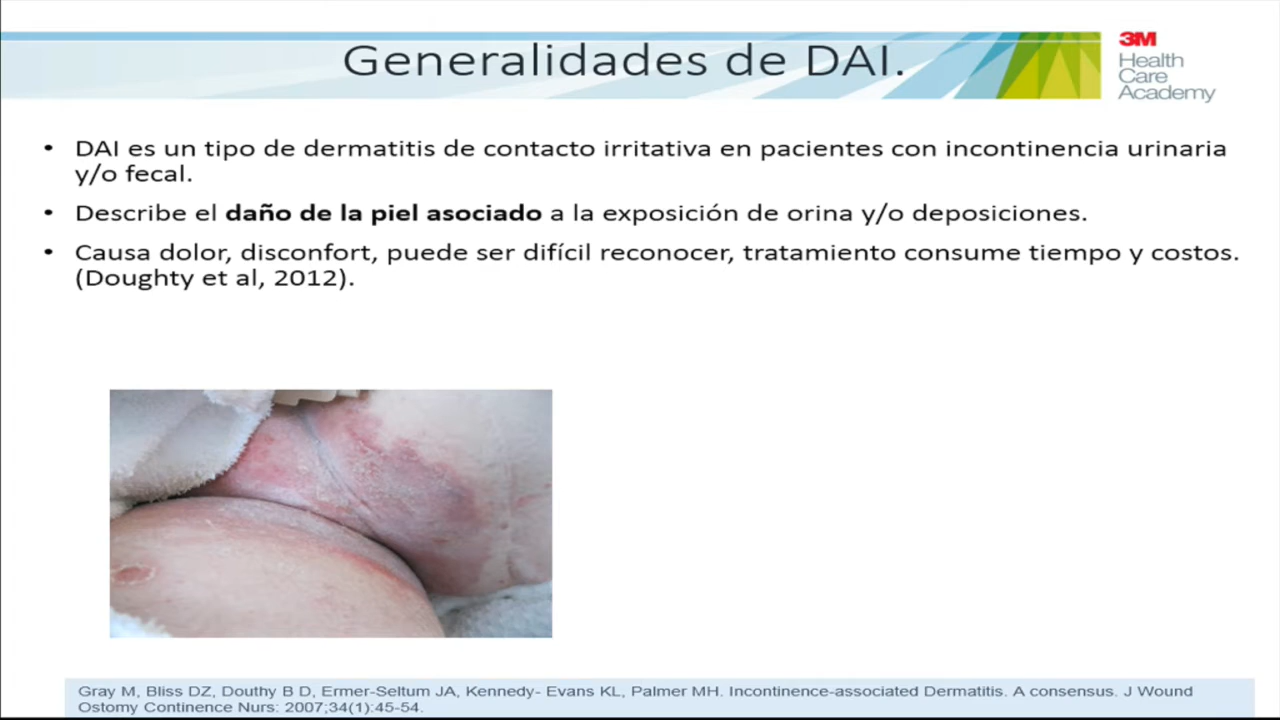 Generalidades de DAI.
3M
Health
Care
Academy
• DAI es un tipo de dermatitis de contacto irritativa en pacientes con incontinencia urinaria
y/o fecal.
• Describe el daño de la piel asociado a la exposición de orina y/o deposiciones.
• Causa dolor, disconfort, puede ser difícil reconocer, tratamiento consume tiempo y costos.
(Doughty et al, 2012).
Gray M, Bliss DZ, Douthy B D, Ermer-Seltum JA, Kennedy- Evans KL, Palmer MH. Incontinence-associated Dermatitis. A consensus. J Wound
Ostomy Continence Nurs: 2007;34(1):45-54.